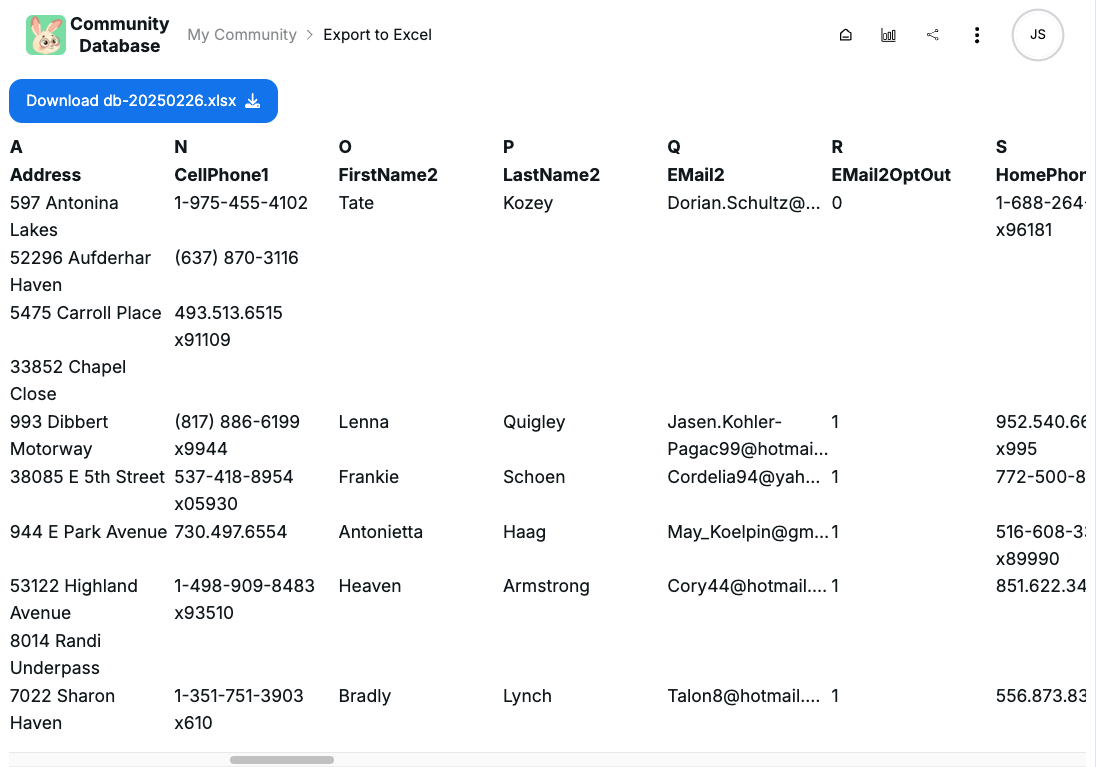 Community Database
My Community > Export to Excel
JS
Download db-20250226.xlsx
A N O P Q R S
Address CellPhone1 FirstName2 LastName2 EMail2 EMail2OptOut HomePhon
597 Antonina Lakes 1-975-455-4102 Tate Kozey Dorian.Schultz@... 0 1-688-264- x96181
52296 Aufderhar Haven (637) 870-3116
5475 Carroll Place 493.513.6515 x91109
33852 Chapel Close
993 Dibbert Motorway (817) 886-6199 x9944 Lenna Quigley Jasen.Kohler-Pagac99@hotmai... 1 952.540.66 x995
38085 E 5th Street 537-418-8954 x05930 Frankie Schoen Cordelia94@yah... 1 772-500-8
944 E Park Avenue 730.497.6554 Antonietta Haag May_Koelpin@gm... 1 516-608-33 x89990
53122 Highland Avenue 1-498-909-8483 x93510 Heaven Armstrong Cory44@hotmail.... 1 851.622.34
8014 Randi Underpass
7022 Sharon Haven 1-351-751-3903 x610 Bradly Lynch Talon8@hotmail.... 1 556.873.83